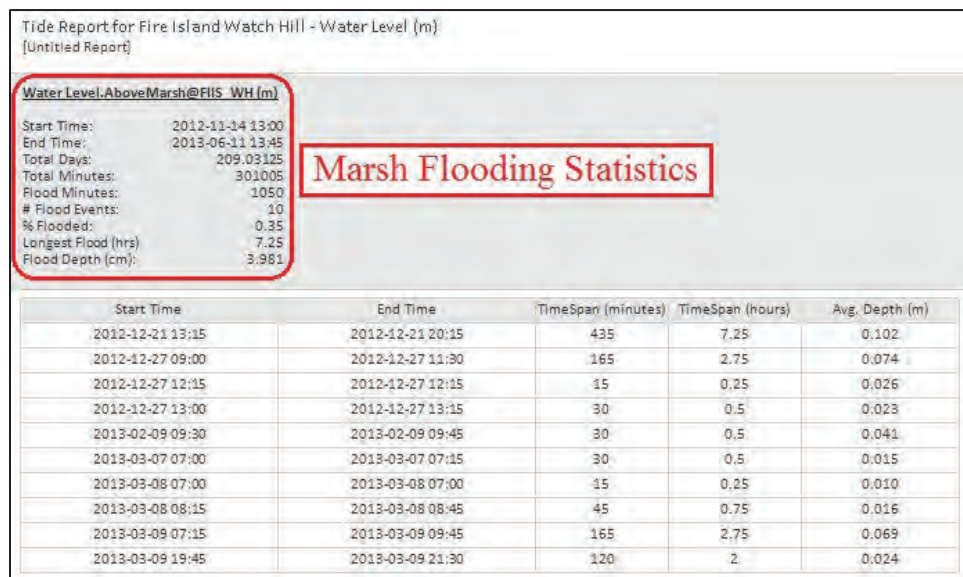 Tide Report for Fire Island Watch Hill - Water Level (m)
[Untitled Report]
Water Level.AboveMarsh@FIIS_WH (m)
Start Time: 2012-11-14 13:00
End Time: 2013-06-11 13:45
Total Days: 209.03125
Total Minutes: 301005
Flood Minutes: 1050
# Flood Events: 10
% Flooded: 0.35
Longest Flood (hrs) 7.25
Flood Depth (cm): 3.981
Marsh Flooding Statistics
Start Time End Time TimeSpan (minutes) TimeSpan (hours) Avg. Depth (m)
2012-12-21 13:15 2012-12-21 20:15 435 7.25 0.102
2012-12-27 09:00 2012-12-27 11:30 165 2.75 0.074
2012-12-27 12:15 2012-12-27 12:15 15 0.25 0.026
2012-12-27 13:00 2012-12-27 13:15 30 0.5 0.023
2013-02-09 09:30 2013-02-09 09:45 30 0.5 0.041
2013-03-07 07:00 2013-03-07 07:15 30 0.5 0.015
2013-03-08 07:00 2013-03-08 07:00 15 0.25 0.010
2013-03-08 08:15 2013-03-08 08:45 45 0.75 0.016
2013-03-09 07:15 2013-03-09 09:45 165 2.75 0.069
2013-03-09 19:45 2013-03-09 21:30 120 2 0.024